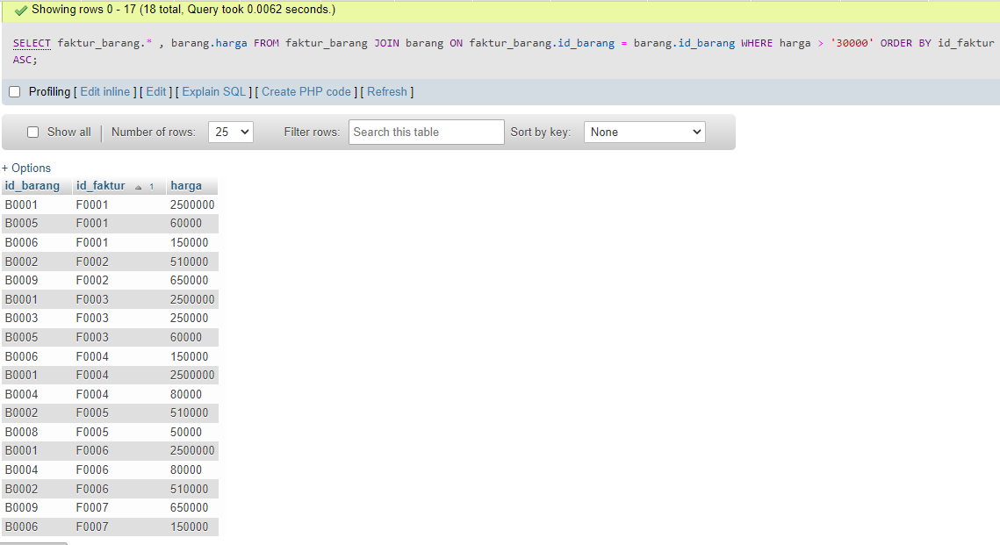 Showing rows 0 - 17 (18 total, Query took 0.0062 seconds.)
SELECT faktur_barang.* , barang.harga FROM faktur_barang JOIN barang ON faktur_barang.id_barang = barang.id_barang WHERE harga > '30000' ORDER BY id_faktur
ASC;
Profiling [ Edit inline ] [ Edit ] [ Explain SQL ] [ Create PHP code ] [ Refresh ]
Show all | Number of rows: 25 Filter rows: Search this table Sort by key: None
+ Options
id_barang id_faktur 1 harga
B0001 F0001 2500000
B0005 F0001 60000
B0006 F0001 150000
B0002 F0002 510000
B0009 F0002 650000
B0001 F0003 2500000
B0003 F0003 250000
B0005 F0003 60000
B0006 F0004 150000
B0001 F0004 2500000
B0004 F0004 80000
B0002 F0005 510000
B0008 F0005 50000
B0001 F0006 2500000
B0004 F0006 80000
B0002 F0006 510000
B0009 F0007 650000
B0006 F0007 150000